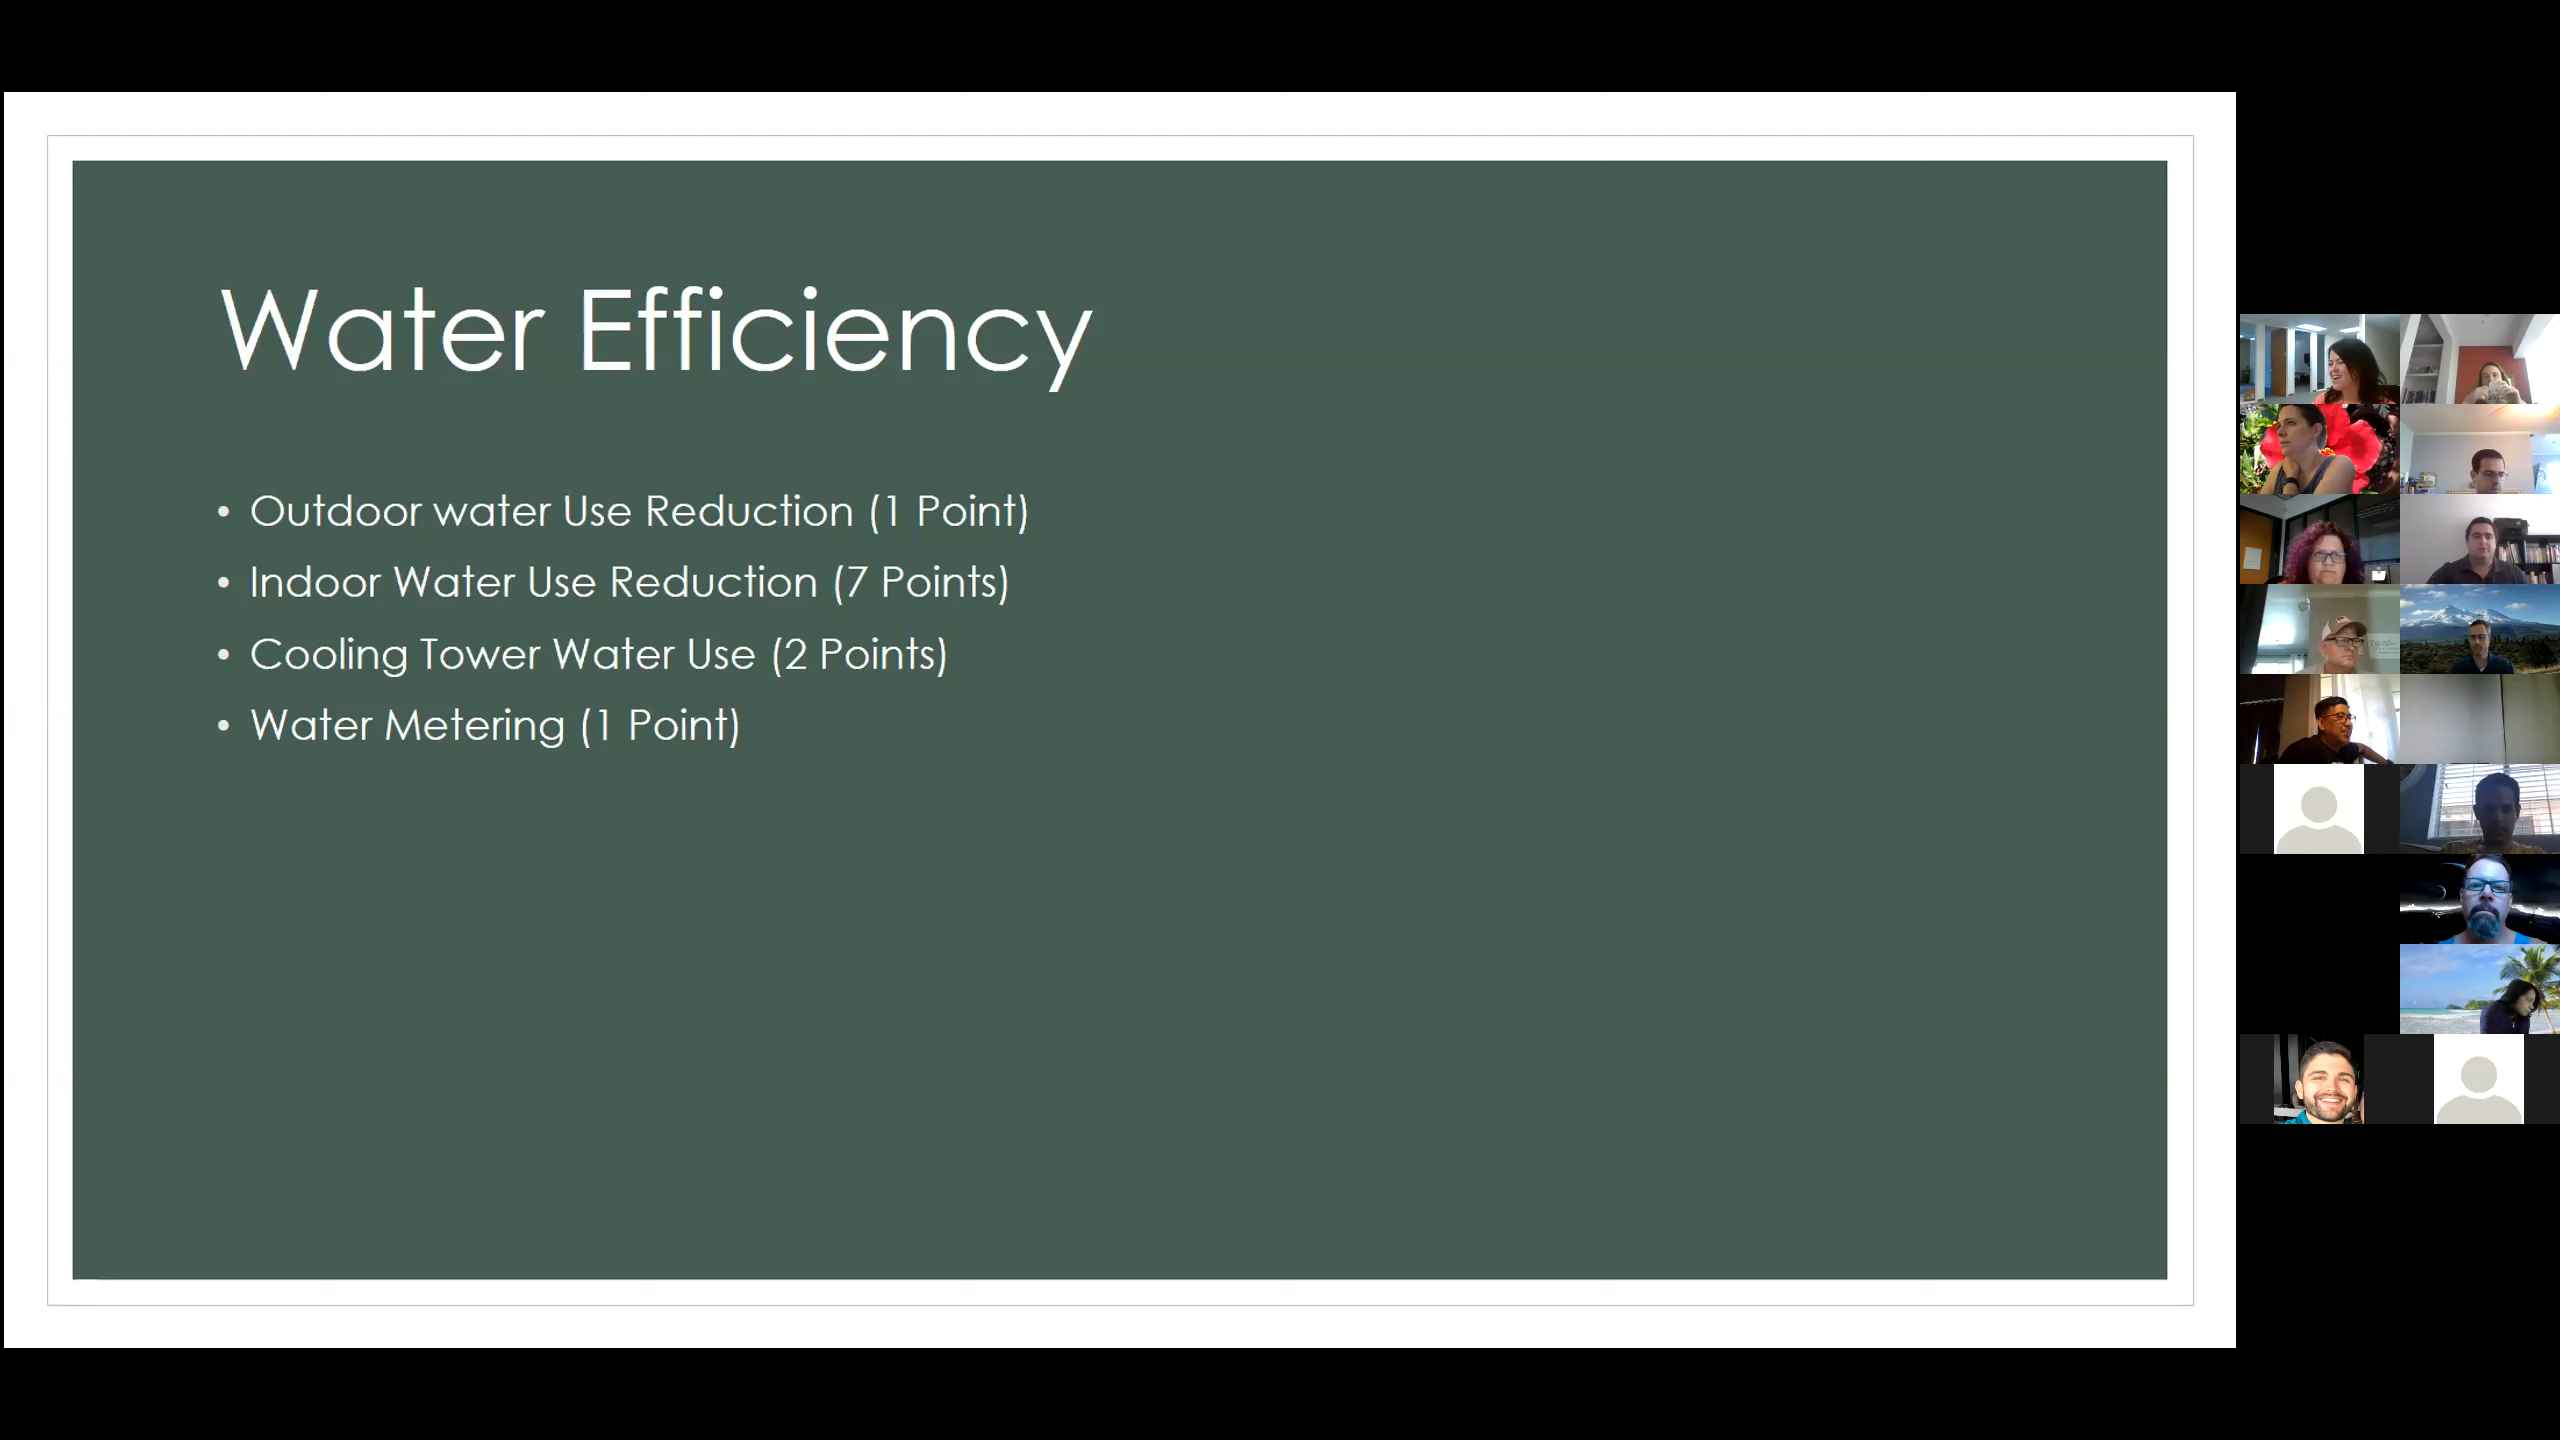 Water Efficiency
• Outdoor water Use Reduction (1 Point)
• Indoor Water Use Reduction (7 Points)
• Cooling Tower Water Use (2 Points)
• Water Metering (1 Point)